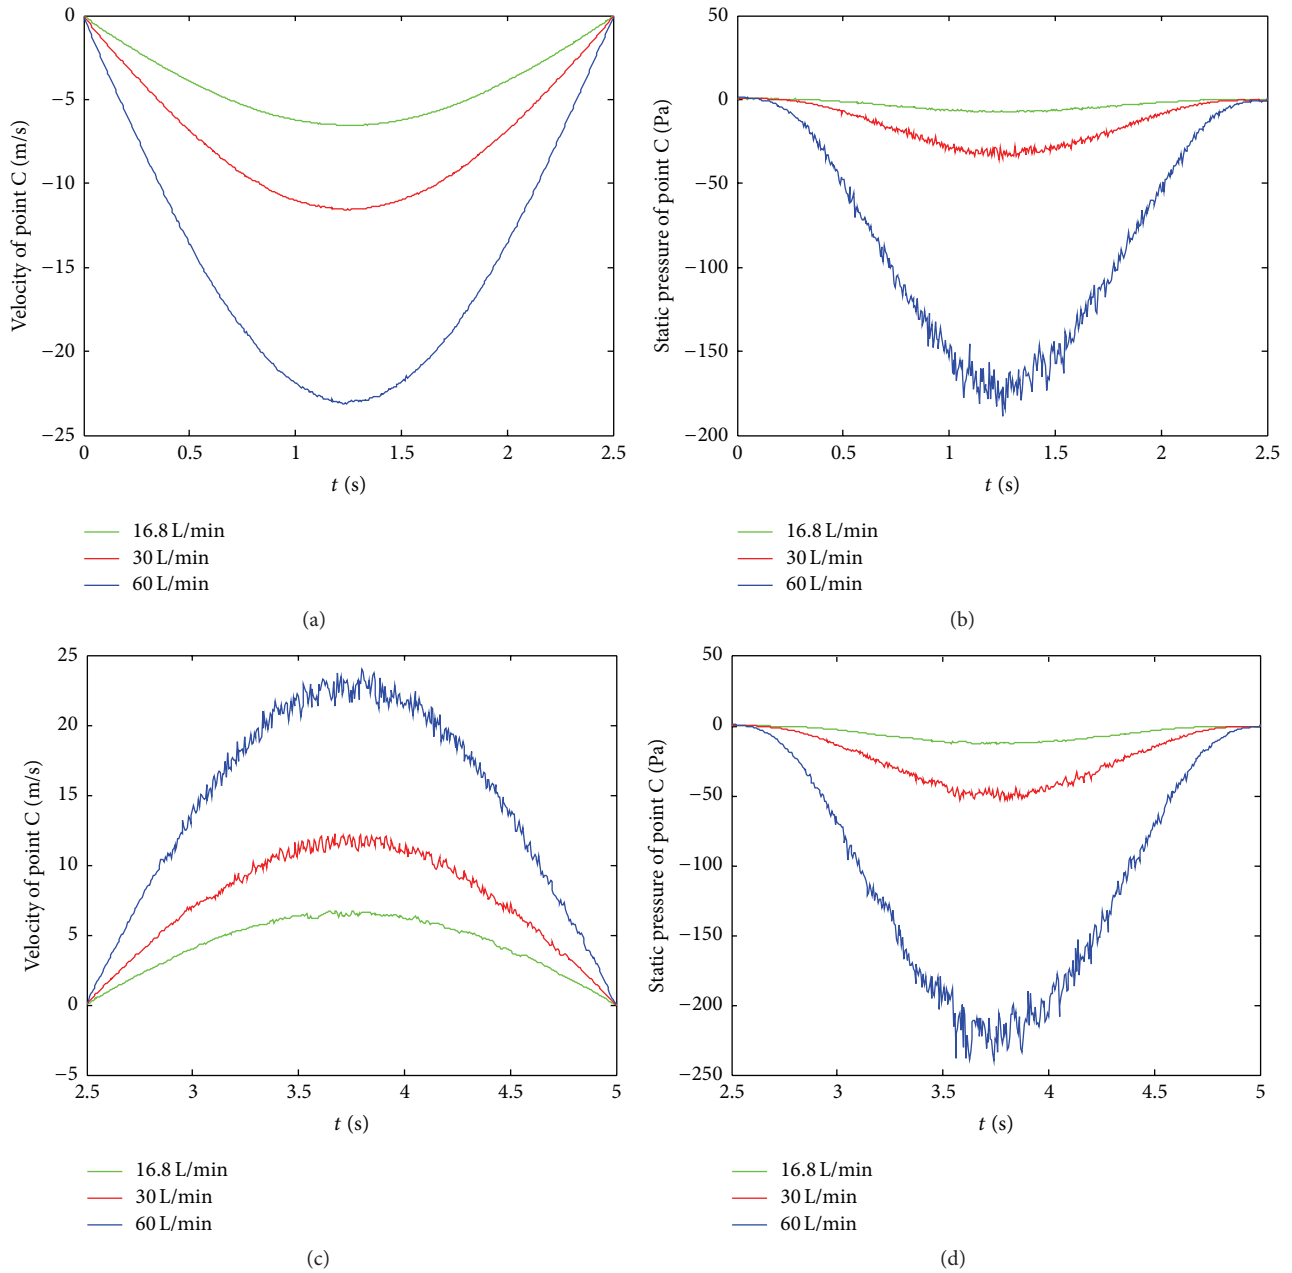 0
−5
−10
−15
−20
−25
Velocity of point C (m/s)
0 0.5 1 1.5 2 2.5
t (s)
16.8 L/min
30 L/min
60 L/min
(a)
50
0
−50
−100
−150
−200
Static pressure of point C (Pa)
0 0.5 1 1.5 2 2.5
t (s)
16.8 L/min
30 L/min
60 L/min
(b)
25
20
15
10
5
0
−5
Velocity of point C (m/s)
2.5 3 3.5 4 4.5 5
t (s)
16.8 L/min
30 L/min
60 L/min
(c)
50
0
−50
−100
−150
−200
−250
Static pressure of point C (Pa)
2.5 3 3.5 4 4.5 5
t (s)
16.8 L/min
30 L/min
60 L/min
(d)